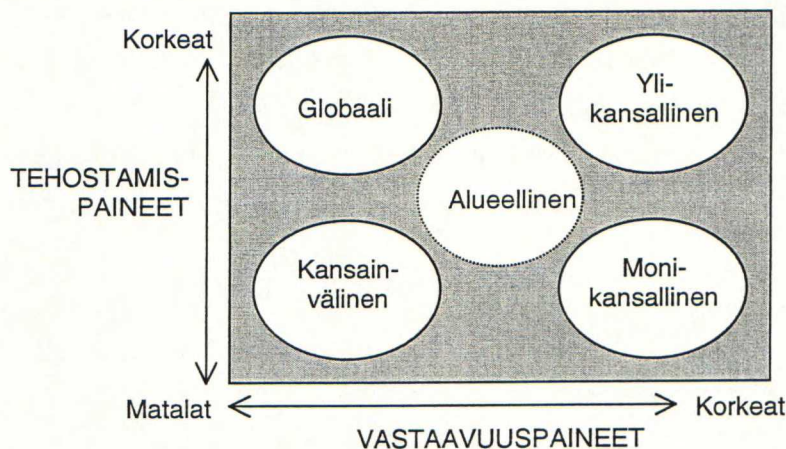 Korkeat
Globaali
Yli-
kansallinen
TEHOSTAMIS-
PAINEET
Alueellinen
Kansain-
välinen
Moni-
kansallinen
Matalat
Korkeat
VASTAAVUUSPAINEET